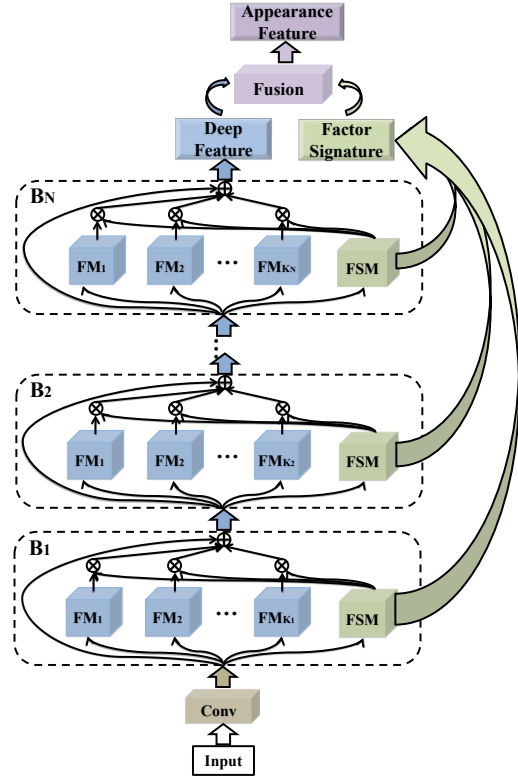 Appearance
Feature
Fusion
Deep
Feature
Factor
Signature
BN
FM1 FM2 ... FMKN FSM
...
B2
FM1 FM2 ... FMK2 FSM
B1
FM1 FM2 ... FMK1 FSM
Conv
Input